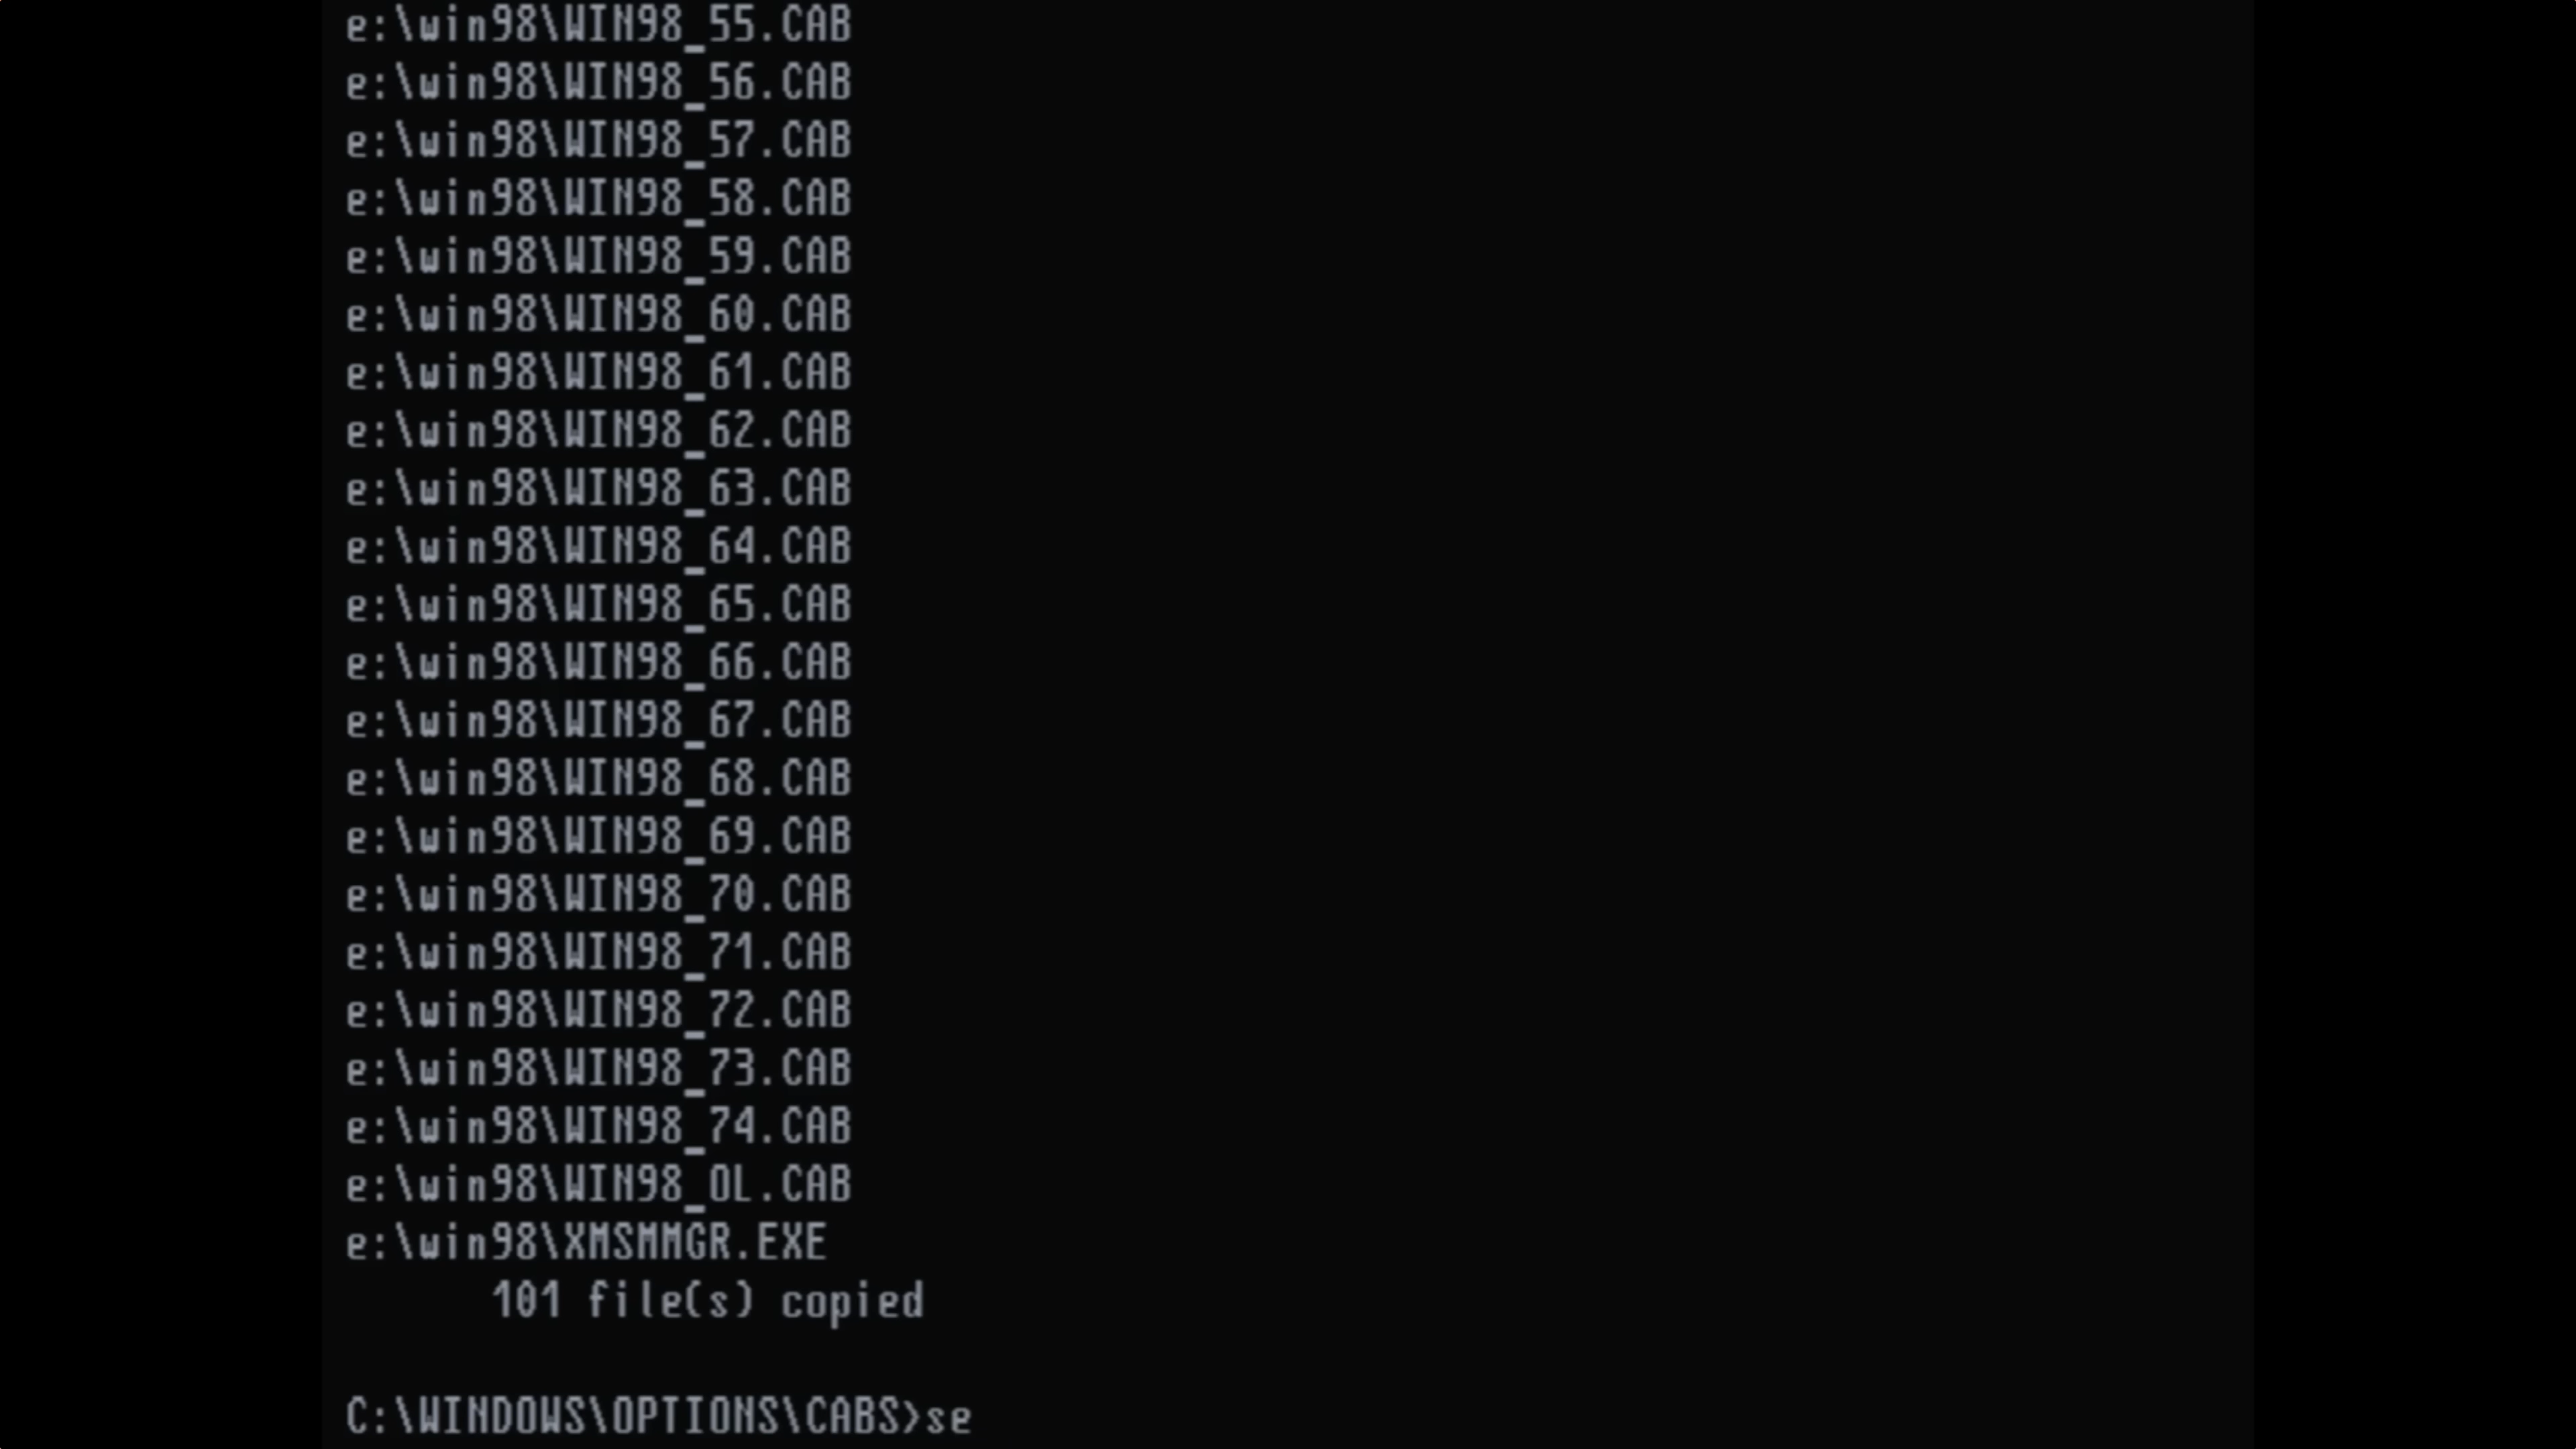 e:\win98\WIN98_55.CAB
e:\win98\WIN98_56.CAB
e:\win98\WIN98_57.CAB
e:\win98\WIN98_58.CAB
e:\win98\WIN98_59.CAB
e:\win98\WIN98_60.CAB
e:\win98\WIN98_61.CAB
e:\win98\WIN98_62.CAB
e:\win98\WIN98_63.CAB
e:\win98\WIN98_64.CAB
e:\win98\WIN98_65.CAB
e:\win98\WIN98_66.CAB
e:\win98\WIN98_67.CAB
e:\win98\WIN98_68.CAB
e:\win98\WIN98_69.CAB
e:\win98\WIN98_70.CAB
e:\win98\WIN98_71.CAB
e:\win98\WIN98_72.CAB
e:\win98\WIN98_73.CAB
e:\win98\WIN98_74.CAB
e:\win98\WIN98_OL.CAB
e:\win98\XMSMMGR.EXE
101 file(s) copied
C:\WINDOWS\OPTIONS\CABS>se